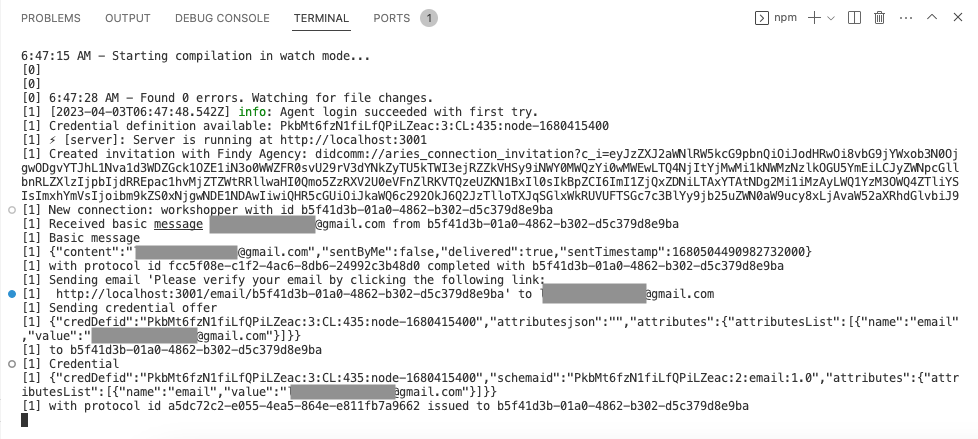 PROBLEMS OUTPUT DEBUG CONSOLE TERMINAL PORTS 1 npm
6:47:15 AM - Starting compilation in watch mode...
[0]
[0]
[0] 6:47:28 AM - Found 0 errors. Watching for file changes.
[1] [2023-04-03T06:47:48.542Z] info: Agent login succeeded with first try.
[1] Credential definition available: PkbMt6fzN1fiLfQPiLZeac:3:CL:435:node-1680415400
[1] ⚡ [server]: Server is running at http://localhost:3001
[1] Created invitation with Findy Agency: didcomm://aries_connection_invitation?c_i=eyJzZXJ2aWNlRW5kcG9pbnQiOiJodHRwOi8vbG9jYWxob3N0Oj
gwODgvYTJhL1Nva1d3WDZGck1OZE1iN3o0WWZFR0svU29rV3dYNkZyTU5kTWI3ejRZZkVHSy9iNWY0MWQzYi0wMWEwLTQ4NjItYjMwMi1kNWMzNzlkOGU5YmEiLCJyZWNpcGll
bnRLZXlzIjpbIjdRREpac1hvMjZTZWtRRllwaHI0Qmo5ZzRXV2U0eVFnZlRKVTQzeUZKN1BxIl0sIkBpZCI6ImI1ZjQxZDNiLTAxYTAtNDg2Mi1iMzAyLWQ1YzM3OWQ4ZTliYS
IsImxhYmVsIjoibm9kZS0xNjgwNDE1NDAwIiwiQHR5cGUiOiJkaWQ6c292OkJ6Q2JzTlloTXJqSGlxWkRUVUFTSGc7c3BlYy9jb25uZWN0aW9ucy8xLjAvaW52aXRhdGlvbiJ9
[1] New connection: workshopper with id b5f41d3b-01a0-4862-b302-d5c379d8e9ba
[1] Received basic message @gmail.com from b5f41d3b-01a0-4862-b302-d5c379d8e9ba
[1] Basic message
[1] {"content":" @gmail.com","sentByMe":false,"delivered":true,"sentTimestamp":1680504490982732000}
[1] with protocol id fcc5f08e-c1f2-4ac6-8db6-24992c3b48d0 completed with b5f41d3b-01a0-4862-b302-d5c379d8e9ba
[1] Sending email 'Please verify your email by clicking the following link:
[1] http://localhost:3001/email/b5f41d3b-01a0-4862-b302-d5c379d8e9ba' to @gmail.com
[1] Sending credential offer
[1] {"credDefid":"PkbMt6fzN1fiLfQPiLZeac:3:CL:435:node-1680415400","attributesjson":"","attributes":{"attributesList":[{"name":"email"
,"value":" @gmail.com"}]}}
[1] to b5f41d3b-01a0-4862-b302-d5c379d8e9ba
[1] Credential
[1] {"credDefid":"PkbMt6fzN1fiLfQPiLZeac:3:CL:435:node-1680415400","schemaid":"PkbMt6fzN1fiLfQPiLZeac:2:email:1.0","attributes":{"attr
ibutesList":[{"name":"email","value":" @gmail.com"}]}}
[1] with protocol id a5dc72c2-e055-4ea5-864e-e811fb7a9662 issued to b5f41d3b-01a0-4862-b302-d5c379d8e9ba